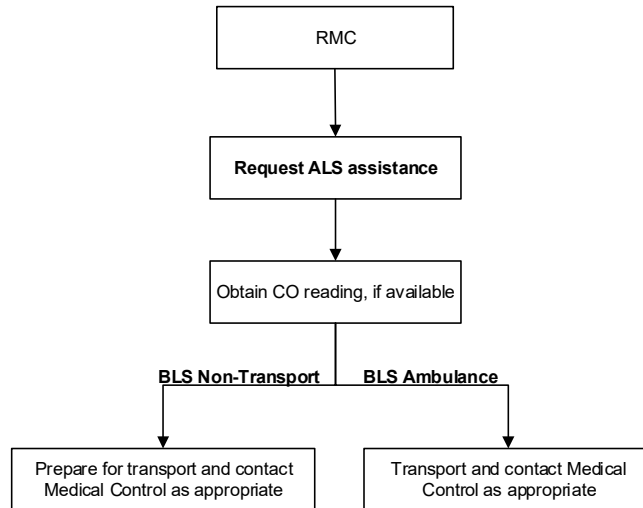 RMC
Request ALS assistance
Obtain CO reading, if available
BLS Non-Transport
BLS Ambulance
Prepare for transport and contact
Medical Control as appropriate
Transport and contact Medical
Control as appropriate